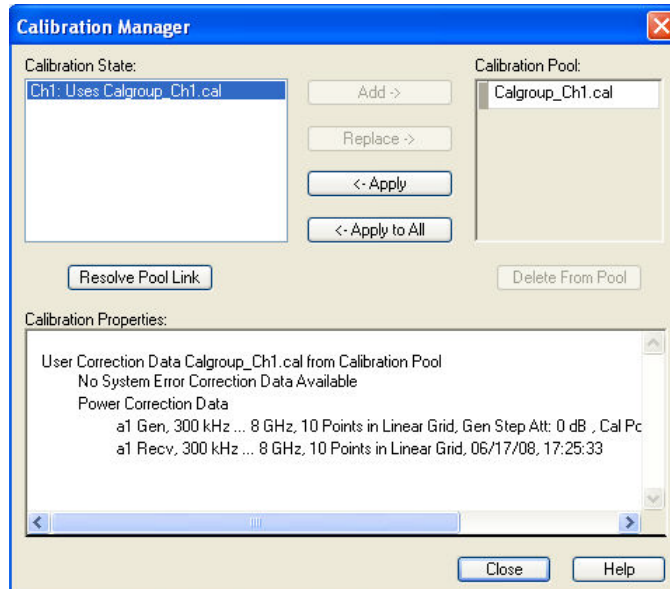 Calibration Manager
Calibration State:
Calibration Pool:
Ch1: Uses Calgroup_Ch1.cal
Add ->
Calgroup_Ch1.cal
Replace ->
<- Apply
<- Apply to All
Resolve Pool Link
Delete From Pool
Calibration Properties:
User Correction Data Calgroup_Ch1.cal from Calibration Pool
No System Error Correction Data Available
Power Correction Data
a1 Gen, 300 kHz ... 8 GHz, 10 Points in Linear Grid, Gen Step Att: 0 dB , Cal Pc
a1 Recv, 300 kHz ... 8 GHz, 10 Points in Linear Grid, 06/17/08, 17:25:33
Close
Help